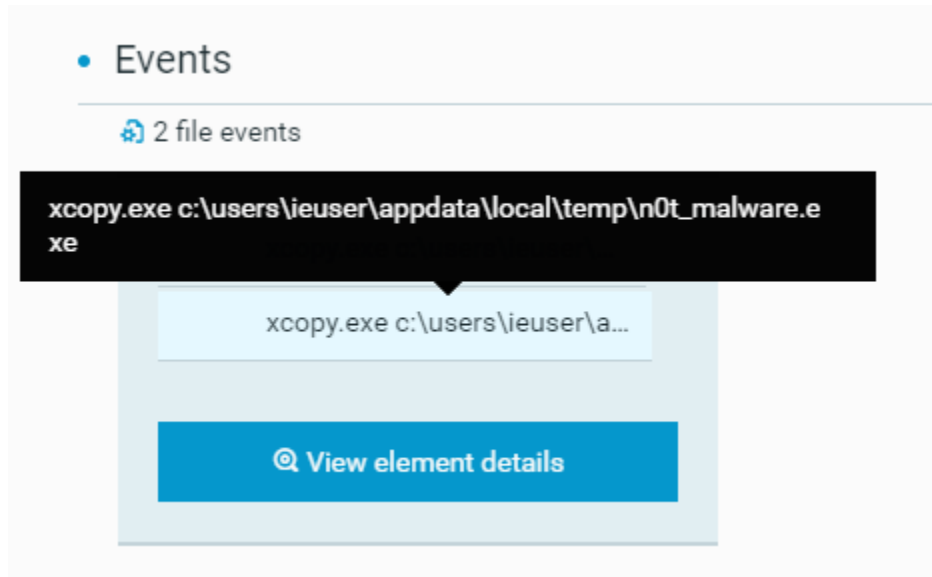 Events
2 file events
xcopy.exe c:\users\ieuser\appdata\local\temp\n0t_malware.e
xe
xcopy.exe c:\users\ieuser\a...
View element details